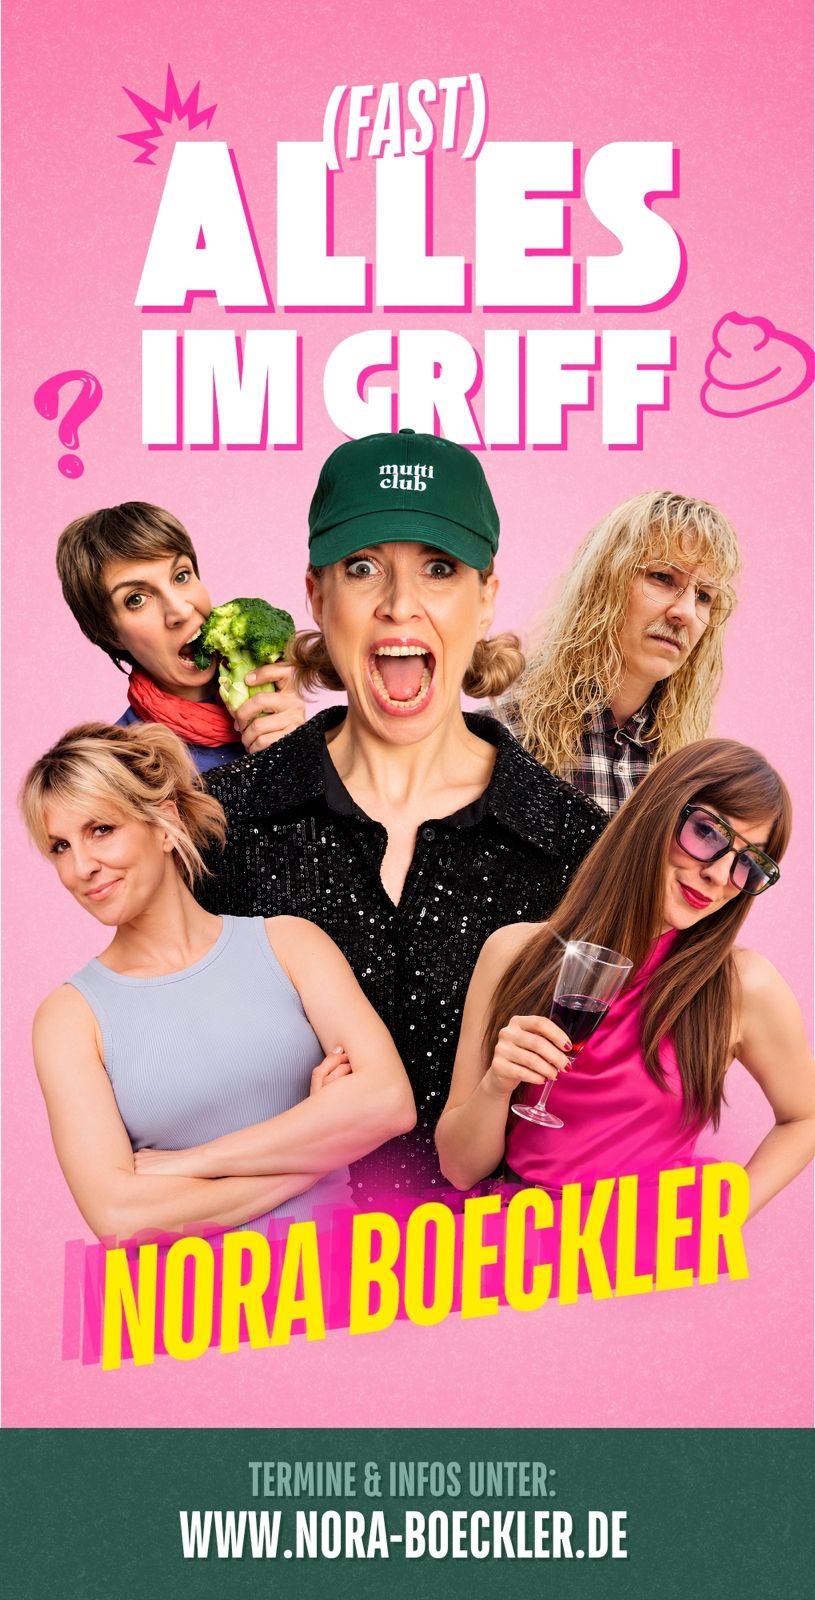 (FAST)
ALLES
IM GRIFF
mutti
club
NORA BOECKLER
TERMINE & INFOS UNTER:
WWW.NORA-BOECKLER.DE